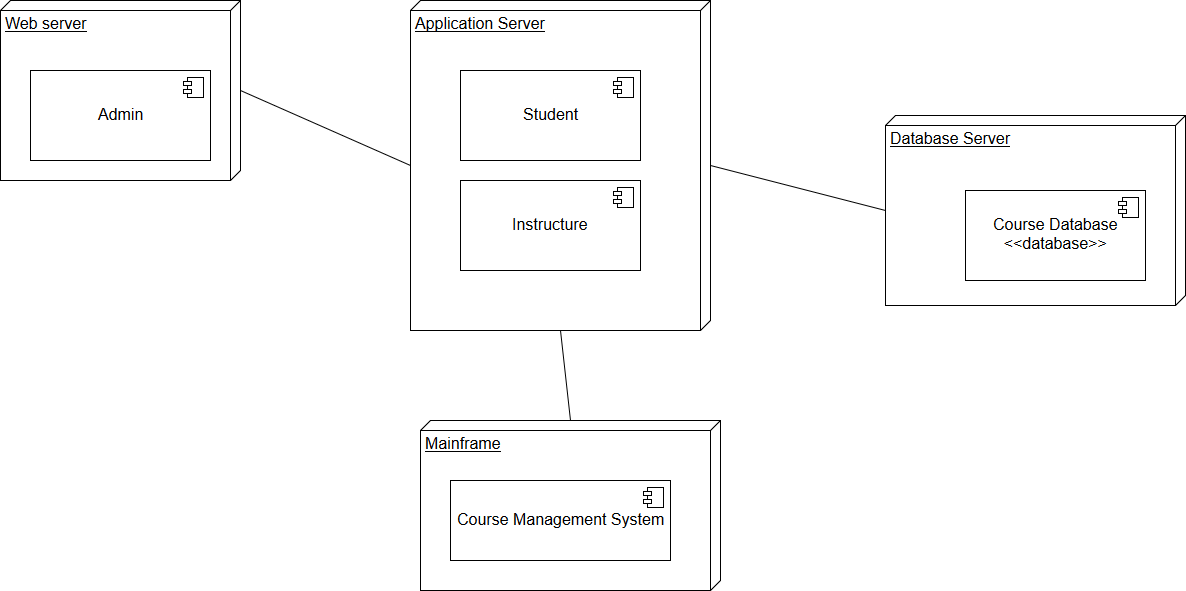 Web server
Admin
Application Server
Student
Instructure
Database Server
Course Database
<<database>>
Mainframe
Course Management System